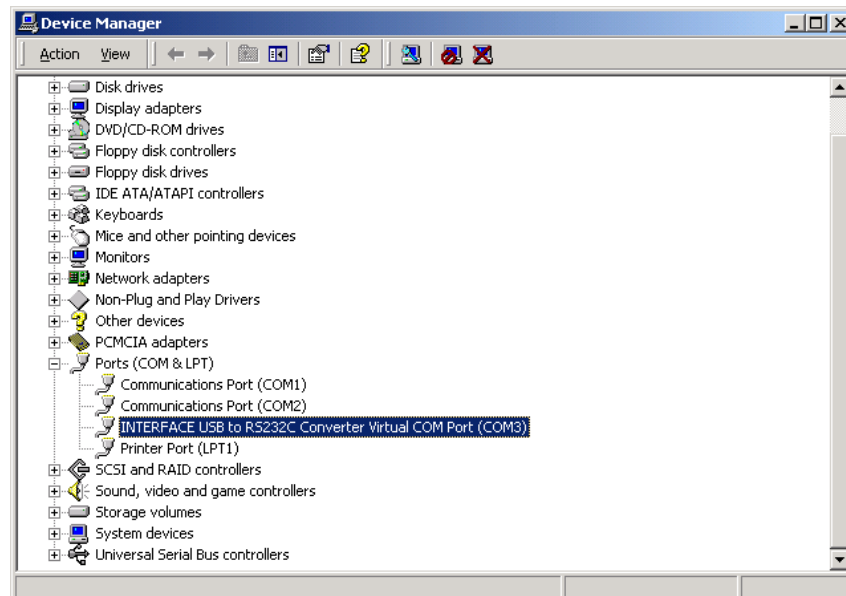 Device Manager
Action View
Disk drives
Display adapters
DVD/CD-ROM drives
Floppy disk controllers
Floppy disk drives
IDE ATA/ATAPI controllers
Keyboards
Mice and other pointing devices
Monitors
Network adapters
Non-Plug and Play Drivers
Other devices
PCMCIA adapters
Ports (COM & LPT)
Communications Port (COM1)
Communications Port (COM2)
INTERFACE USB to RS232C Converter Virtual COM Port (COM3)
Printer Port (LPT1)
SCSI and RAID controllers
Sound, video and game controllers
Storage volumes
System devices
Universal Serial Bus controllers